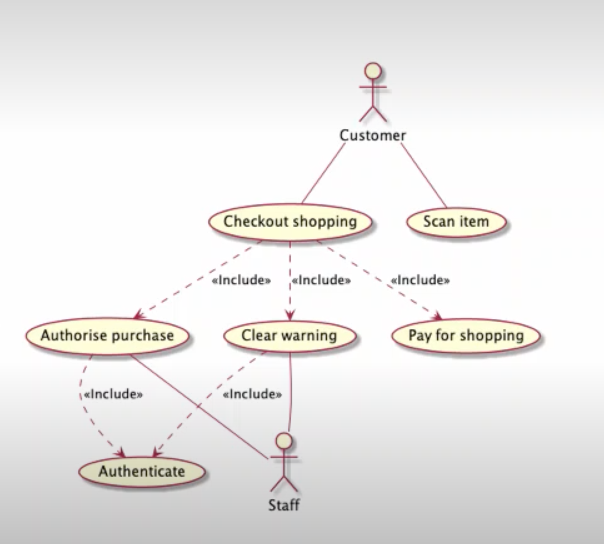 Customer
Checkout shopping
Scan item
«Include»
«Include»
«Include»
Authorise purchase
Clear warning
Pay for shopping
«Include»
«Include»
Authenticate
Staff